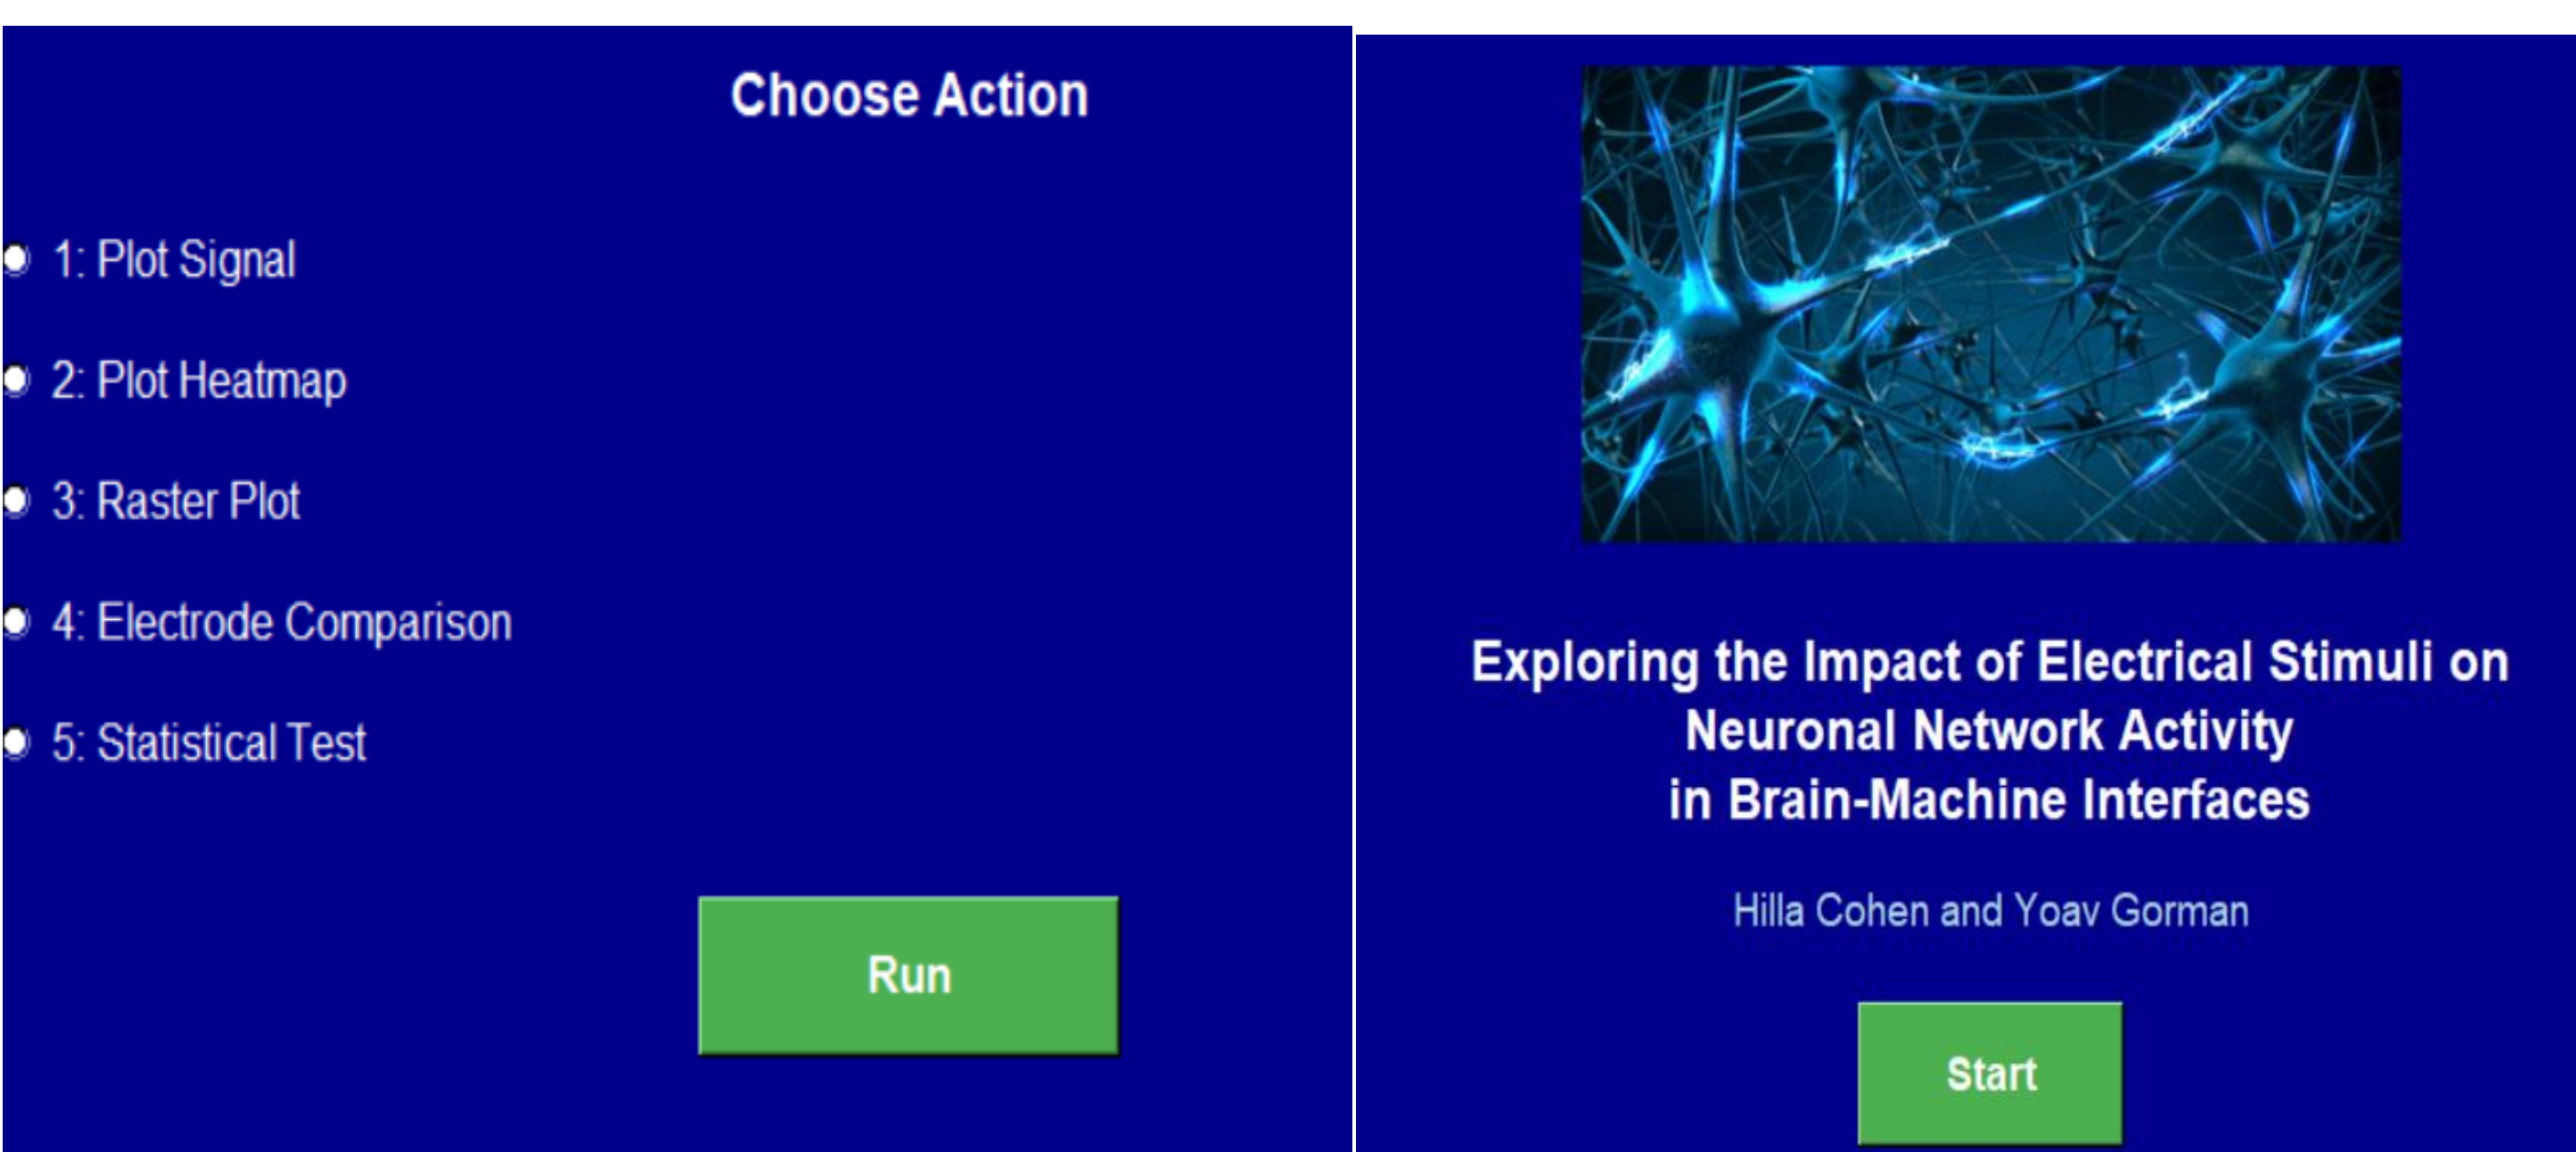 Choose Action
1: Plot Signal
2: Plot Heatmap
3: Raster Plot
4: Electrode Comparison
5: Statistical Test
Run
Exploring the Impact of Electrical Stimuli on
Neuronal Network Activity
in Brain-Machine Interfaces
Hilla Cohen and Yoav Gorman
Start